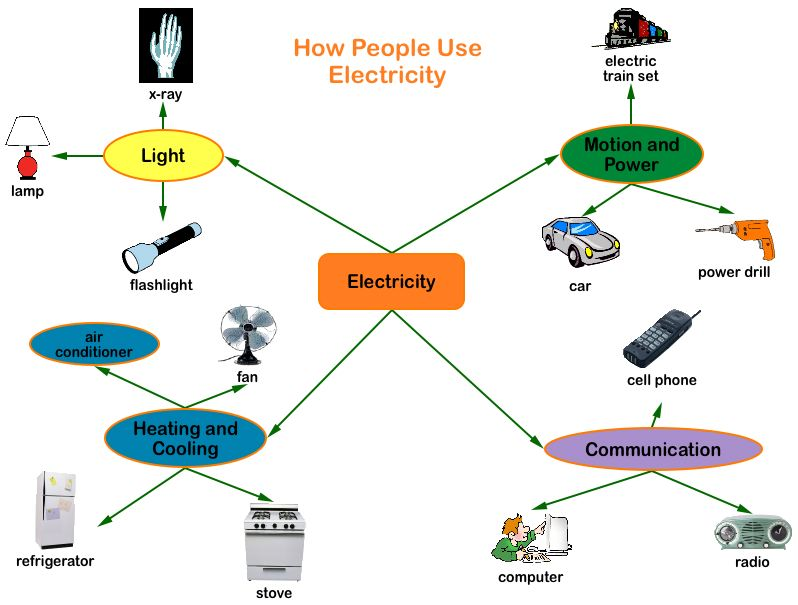 How People Use
Electricity
x-ray
Light
lamp
flashlight
electric
train set
Motion and
Power
car
power drill
Electricity
air
conditioner
fan
Heating and
Cooling
refrigerator
stove
cell phone
Communication
computer
radio